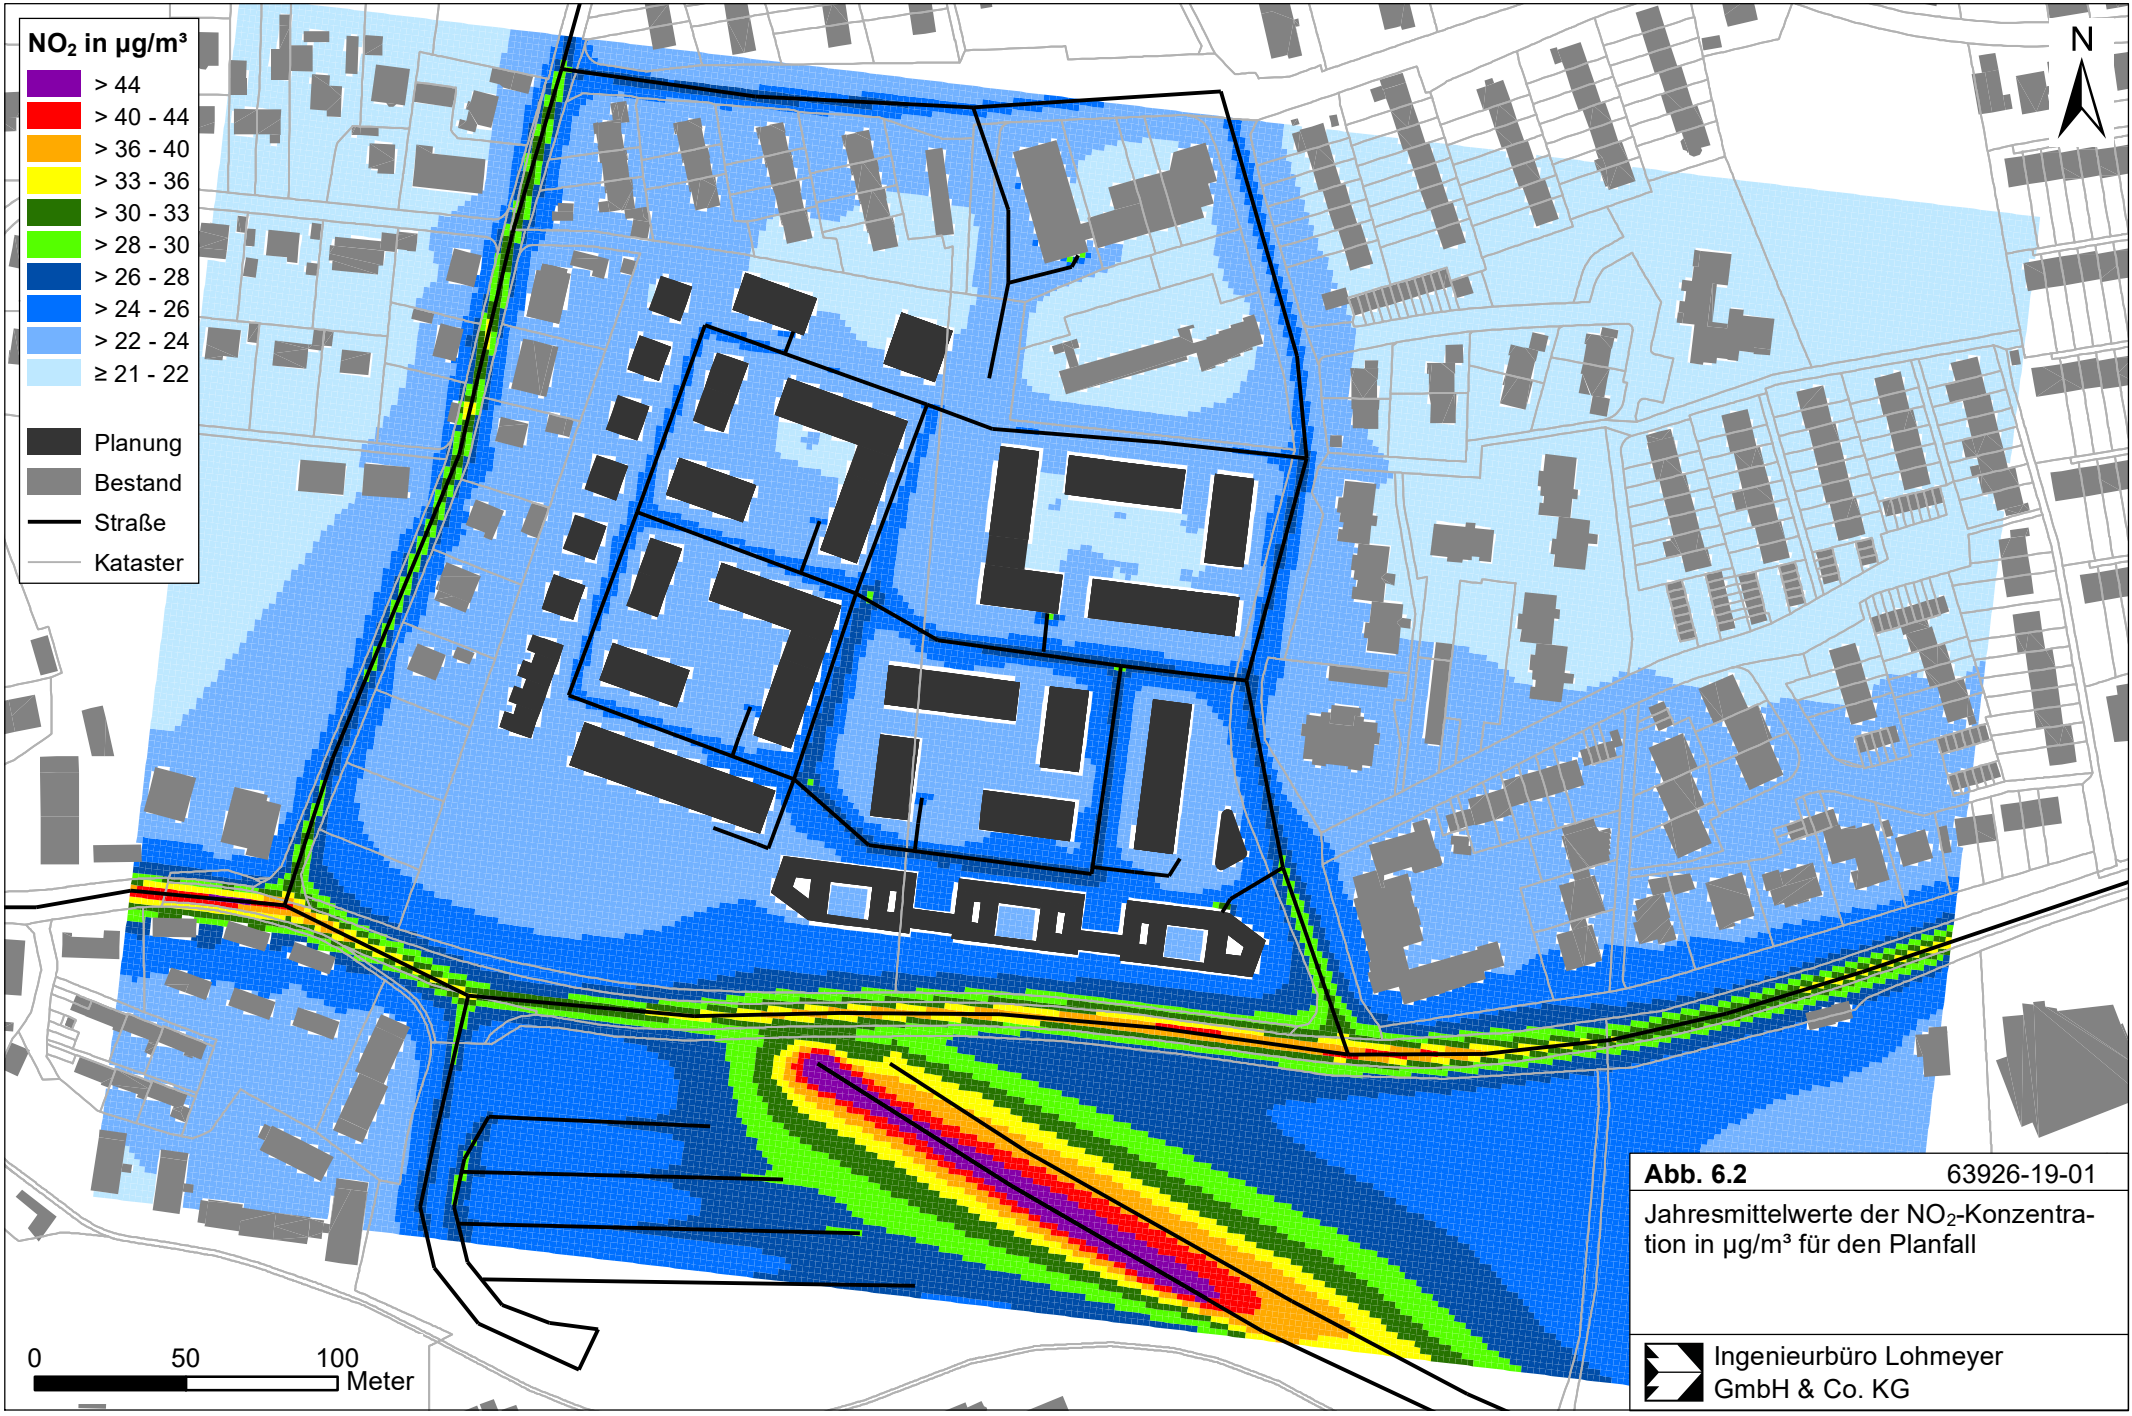 NO₂ in µg/m³
> 44
> 40 - 44
> 36 - 40
> 33 - 36
> 30 - 33
> 28 - 30
> 26 - 28
> 24 - 26
> 22 - 24
≥ 21 - 22
Planung
Bestand
Straße
Kataster
N
0 50 100
Meter
Abb. 6.2 63926-19-01
Jahresmittelwerte der NO₂-Konzentra-
tion in µg/m³ für den Planfall
Ingenieurbüro Lohmeyer
GmbH & Co. KG